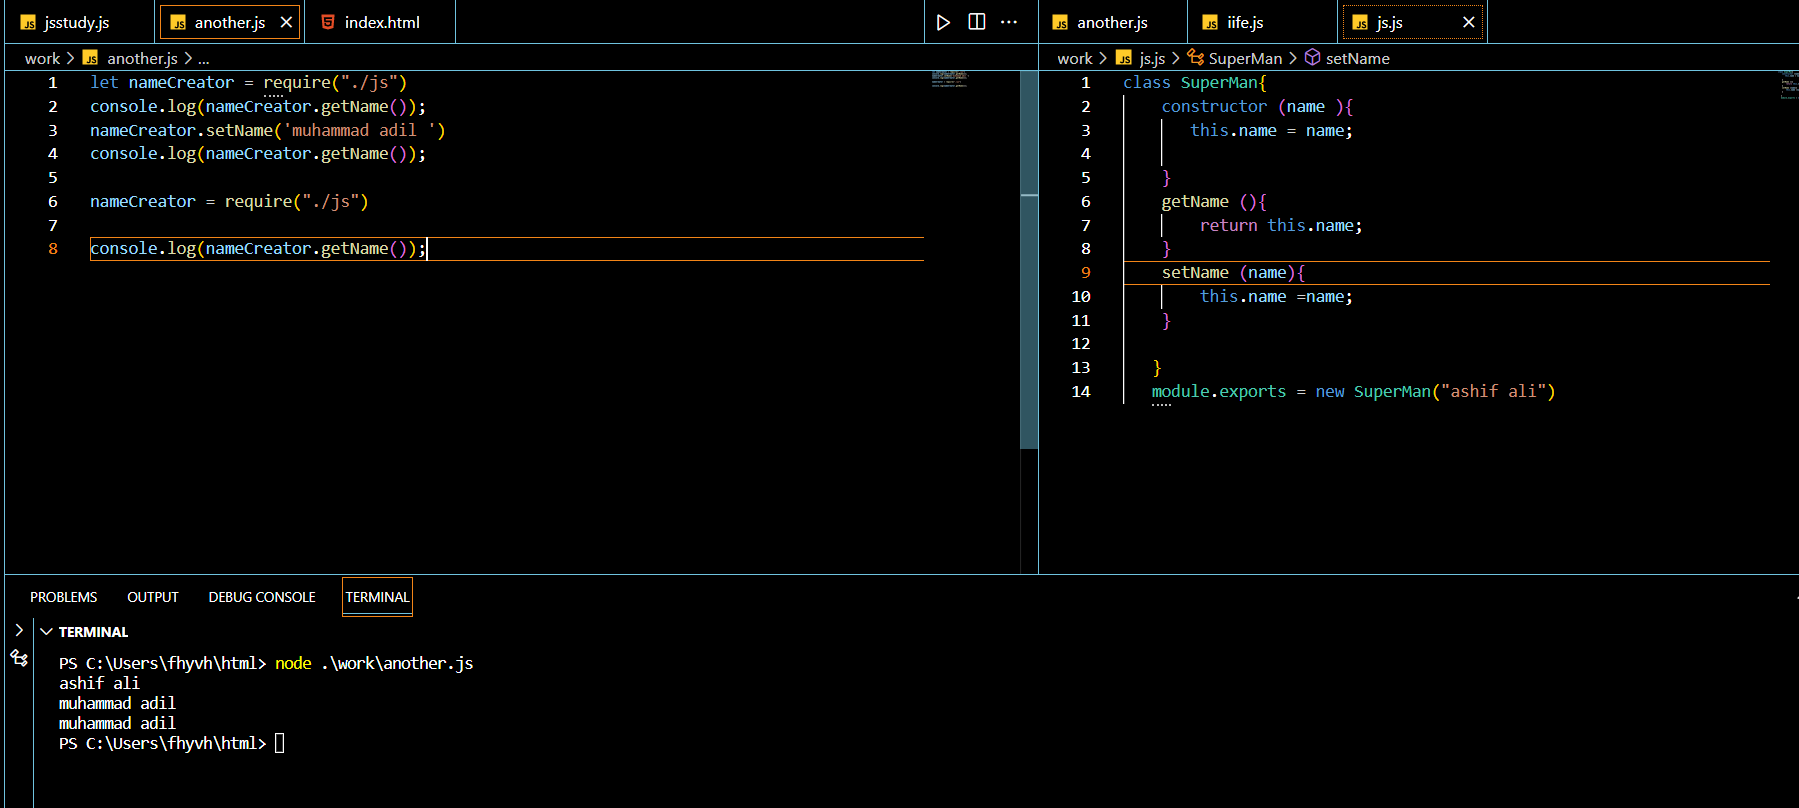 JS jsstudy.js JS another.js × index.html ···
work > JS another.js > ...
1 let nameCreator = require("./js")
2 console.log(nameCreator.getName());
3 nameCreator.setName('muhammad adil ')
4 console.log(nameCreator.getName());
5
6 nameCreator = require("./js")
7
8 console.log(nameCreator.getName());
JS another.js JS iife.js JS js.js ×
work > JS js.js > SuperMan > setName
1 class SuperMan{
2 constructor (name ){
3 this.name = name;
4
5 }
6 getName (){
7 return this.name;
8 }
9 setName (name){
10 this.name =name;
11 }
12
13 }
14 module.exports = new SuperMan("ashif ali")
PROBLEMS OUTPUT DEBUG CONSOLE TERMINAL
TERMINAL
PS C:\Users\fhyvh\html> node .\work\another.js
ashif ali
muhammad adil
muhammad adil
PS C:\Users\fhyvh\html>